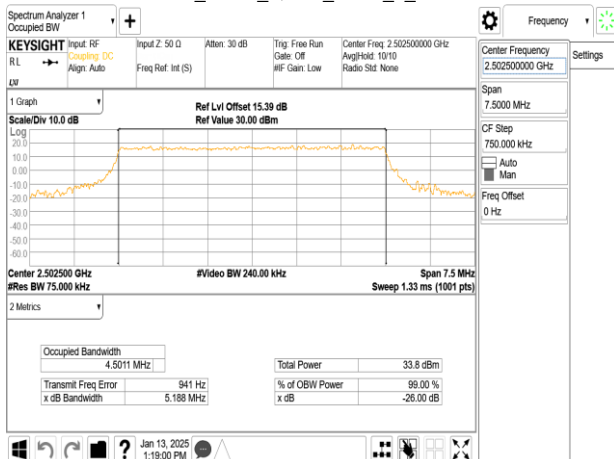 Spectrum Analyzer 1
Occupied BW
Frequency
KEYSIGHT
RL
LXI
Input: RF
Coupling: DC
Align: Auto
Input Z: 50 Ω
Freq Ref: Int (S)
Atten: 30 dB
Trig: Free Run
Gate: Off
#IF Gain: Low
Center Freq: 2.502500000 GHz
Avg|Hold: 10/10
Radio Std: None
Center Frequency
2.502500000 GHz
Settings
Span
7.5000 MHz
CF Step
750.000 kHz
Auto
Man
Freq Offset
0 Hz
1 Graph
Scale/Div 10.0 dB
Ref Lvl Offset 15.39 dB
Ref Value 30.00 dBm
Log
20.0
10.0
0.00
-10.0
-20.0
-30.0
-40.0
-50.0
-60.0
Center 2.502500 GHz
#Video BW 240.00 kHz
Span 7.5 MHz
#Res BW 75.000 kHz
Sweep 1.33 ms (1001 pts)
2 Metrics
Occupied Bandwidth
4.5011 MHz
Total Power 33.8 dBm
Transmit Freq Error 941 Hz
% of OBW Power 99.00 %
x dB Bandwidth 5.188 MHz
x dB -26.00 dB
?
Jan 13, 2025
1:19:00 PM